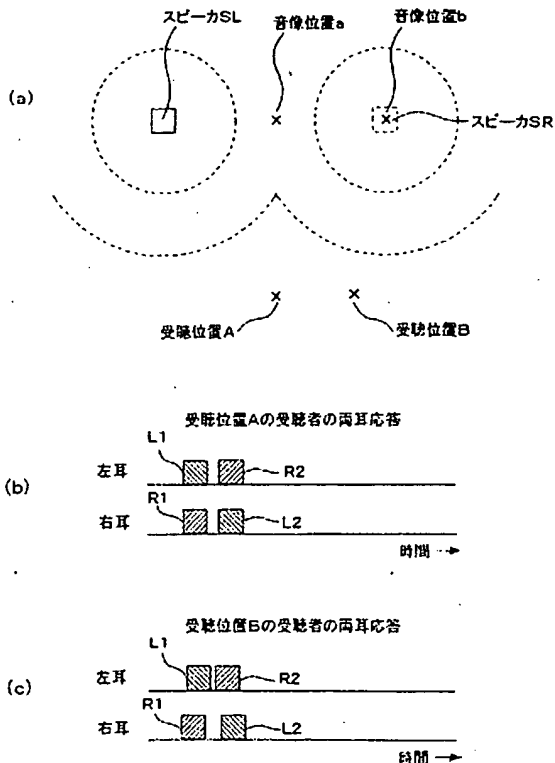 スピーカSL
音像位置a
音像位置b
(a)
スピーカSR
受聴位置A
受聴位置B
受聴位置Aの受聴者の両耳応答
L1
左耳
R2
(b)
R1
右耳
L2
時間
受聴位置Bの受聴者の両耳応答
L1
左耳
R2
(c)
R1
右耳
L2
時間